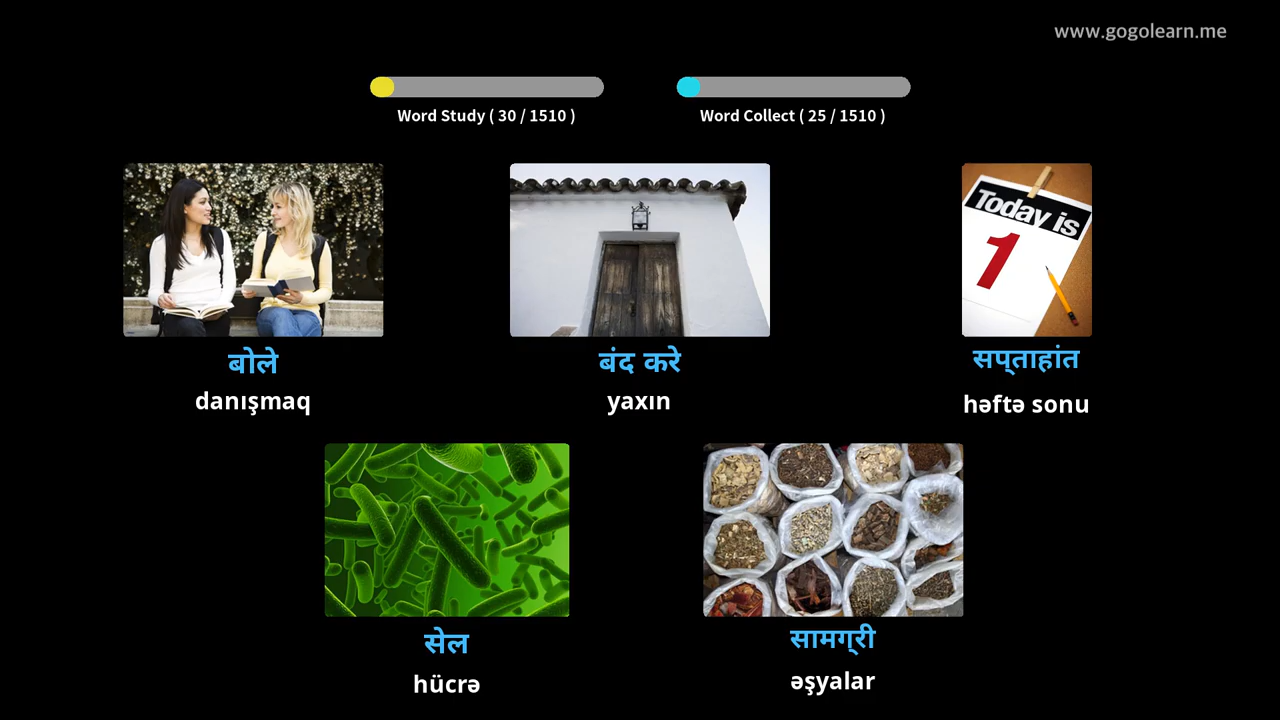 www.gogolearn.me
Word Study ( 30 / 1510 )
Word Collect ( 25 / 1510 )
Today is
1
बोले
बंद करे
सप्ताहांत
danışmaq
yaxın
həftə sonu
सेल
सामग्री
hücrə
əşyalar